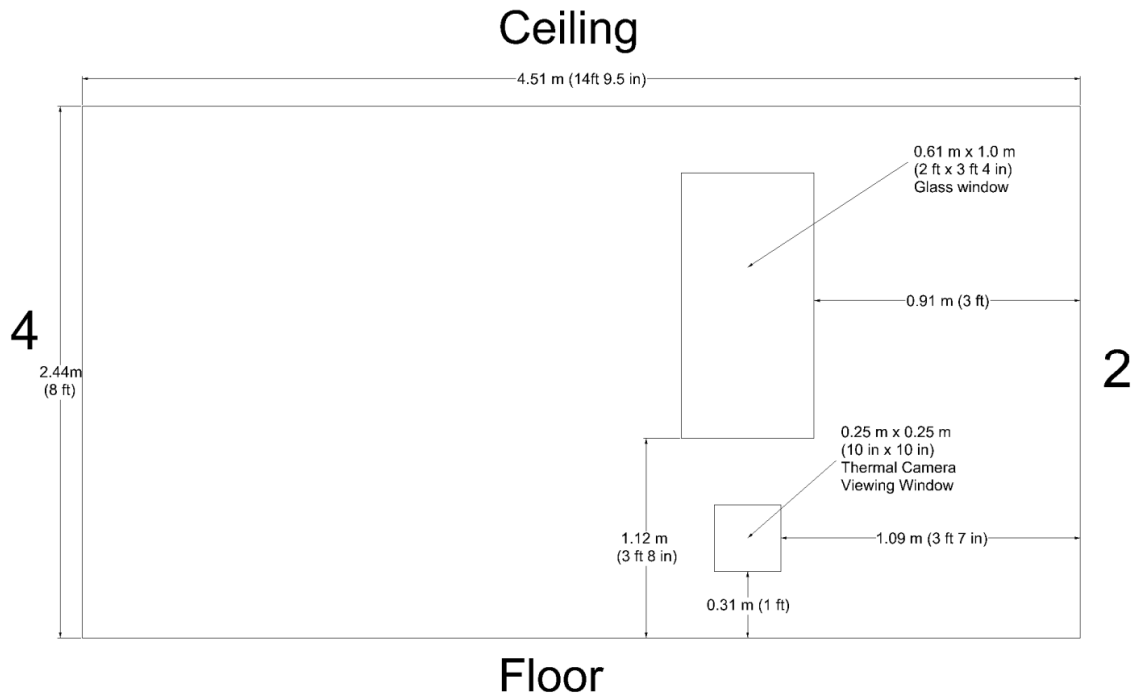 Ceiling
4.51 m (14ft 9.5 in)
0.61 m x 1.0 m
(2 ft x 3 ft 4 in)
Glass window
0.91 m (3 ft)
4
2.44m
(8 ft)
2
0.25 m x 0.25 m
(10 in x 10 in)
Thermal Camera
Viewing Window
1.12 m
(3 ft 8 in)
1.09 m (3 ft 7 in)
0.31 m (1 ft)
Floor